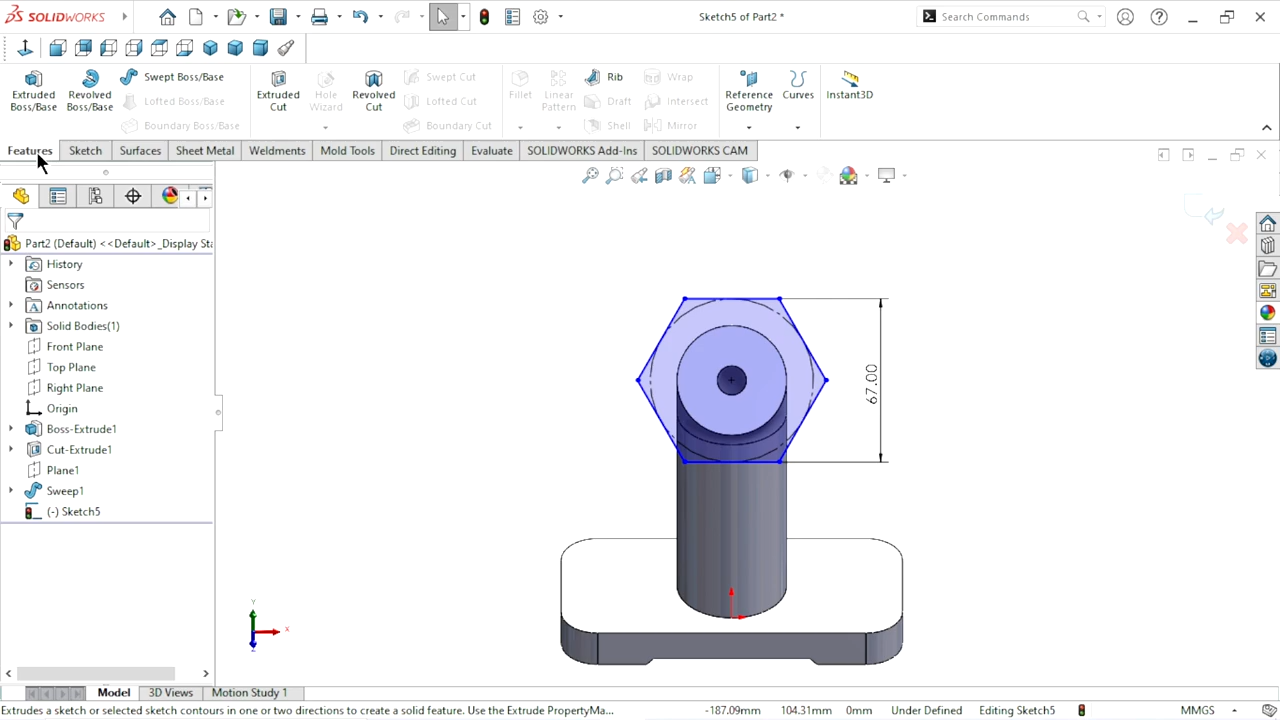 SOLIDWORKS
Sketch5 of Part2 *
Search Commands
Extruded Boss/Base
Revolved Boss/Base
Swept Boss/Base
Lofted Boss/Base
Boundary Boss/Base
Extruded Cut
Hole Wizard
Revolved Cut
Swept Cut
Lofted Cut
Boundary Cut
Fillet
Linear Pattern
Rib
Draft
Shell
Wrap
Intersect
Mirror
Reference Geometry
Curves
Instant3D
Features
Sketch
Surfaces
Sheet Metal
Weldments
Mold Tools
Direct Editing
Evaluate
SOLIDWORKS Add-Ins
SOLIDWORKS CAM
Part2 (Default) <<Default>_Display Sta
History
Sensors
Annotations
Solid Bodies(1)
Front Plane
Top Plane
Right Plane
Origin
Boss-Extrude1
Cut-Extrude1
Plane1
Sweep1
(-) Sketch5
67.00
Y
X
Model
3D Views
Motion Study 1
Extrudes a sketch or selected sketch contours in one or two directions to create a solid feature. Use the Extrude PropertyMa...
-187.09mm
104.31mm
0mm
Under Defined
Editing Sketch5
MMGS